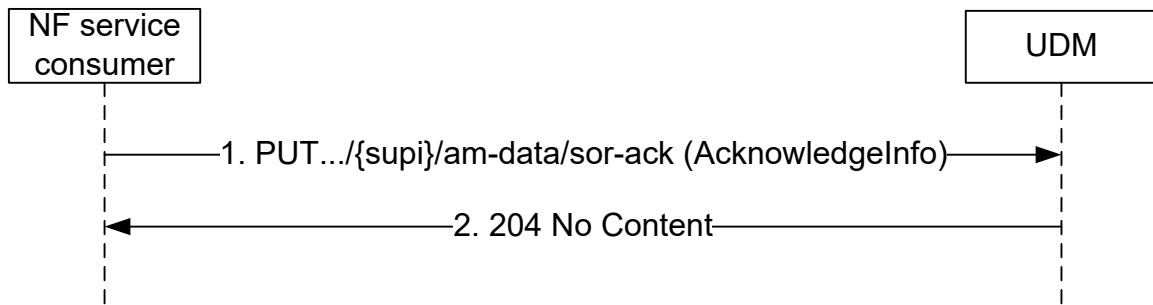 NF service
consumer
UDM
1. PUT.../{supi}/am-data/sor-ack (AcknowledgeInfo)
2. 204 No Content